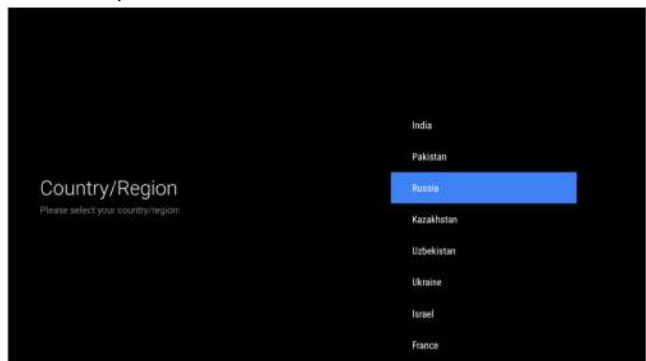 Country/Region
Please select your country/region:
India
Pakistan
Russia
Kazakhstan
Uzbekistan
Ukraine
Israel
France